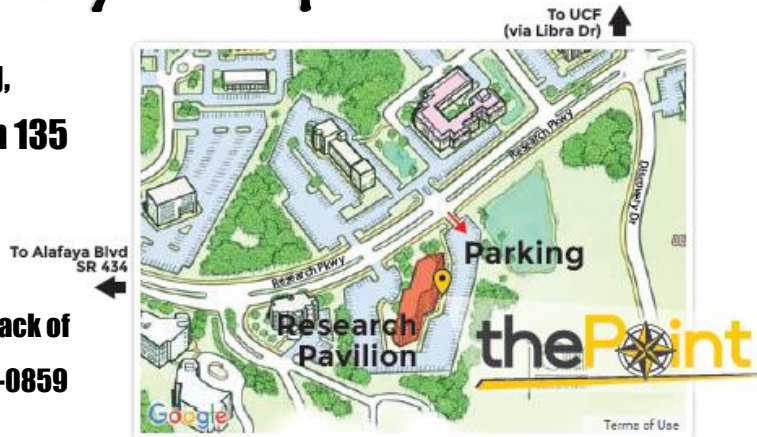 To UCF
(via Libra Dr)
135
Research Pkwy
Discovery Dr
To Alafaya Blvd
SR 434
Parking
Research Pkwy
Research
Pavilion
thePoint
ack of
-0859
Google
Terms of Use